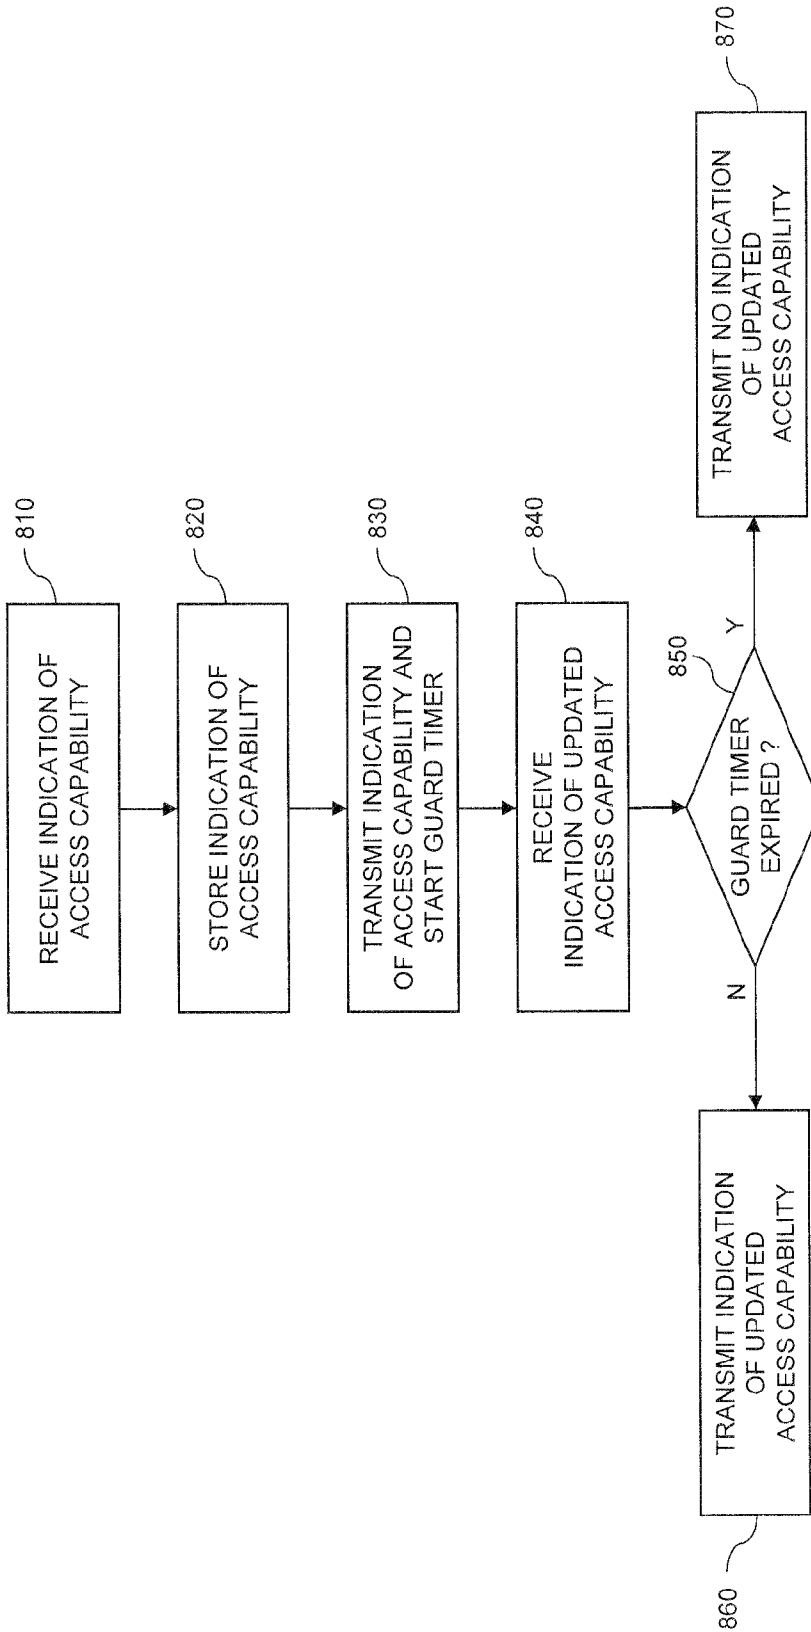 810
RECEIVE INDICATION OF
ACCESS CAPABILITY
820
STORE INDICATION OF
ACCESS CAPABILITY
830
TRANSMIT INDICATION
OF ACCESS CAPABILITY AND
START GUARD TIMER
840
RECEIVE
INDICATION OF UPDATED
ACCESS CAPABILITY
850
GUARD TIMER
EXPIRED ?
N
Y
860
TRANSMIT INDICATION
OF UPDATED
ACCESS CAPABILITY
870
TRANSMIT NO INDICATION
OF UPDATED
ACCESS CAPABILITY